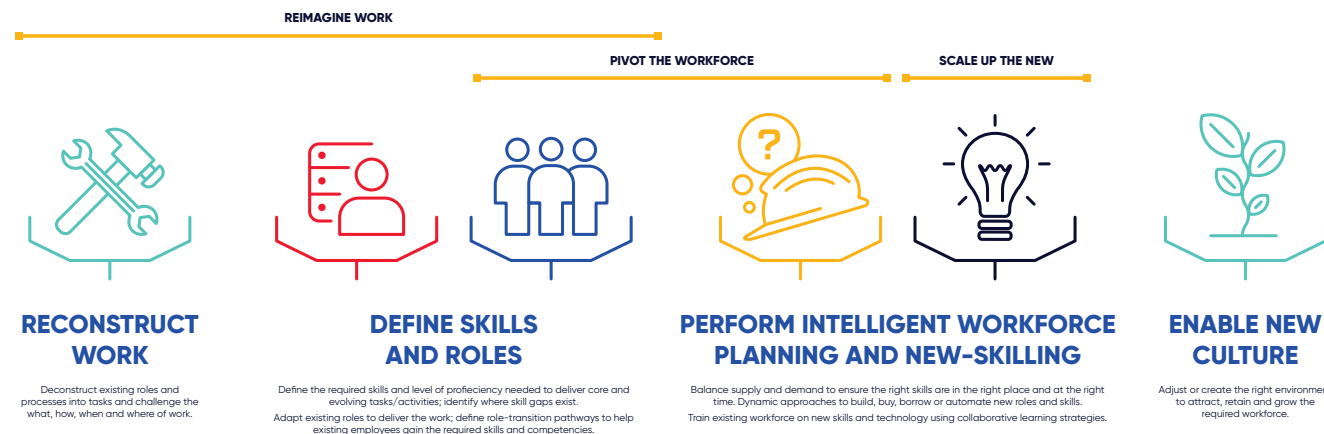 REIMAGINE WORK
PIVOT THE WORKFORCE
SCALE UP THE NEW
?
RECONSTRUCT
WORK
Deconstruct existing roles and
processes into tasks and challenge the
what, how, when and where of work.
DEFINE SKILLS
AND ROLES
Define the required skills and level of profieciency needed to deliver core and
evolving tasks/activities; identify where skill gaps exist.
Adapt existing roles to deliver the work; define role-transition pathways to help
existing employees gain the required skills and competencies.
PERFORM INTELLIGENT WORKFORCE
PLANNING AND NEW-SKILLING
Balance supply and demand to ensure the right skills are in the right place and at the right
time. Dynamic approaches to build, buy, borrow or automate new roles and skills.
Train existing workforce on new skills and technology using collaborative learning strategies.
ENABLE NEW
CULTURE
Adjust or create the right
to attract, retain and grow the
required workforce.